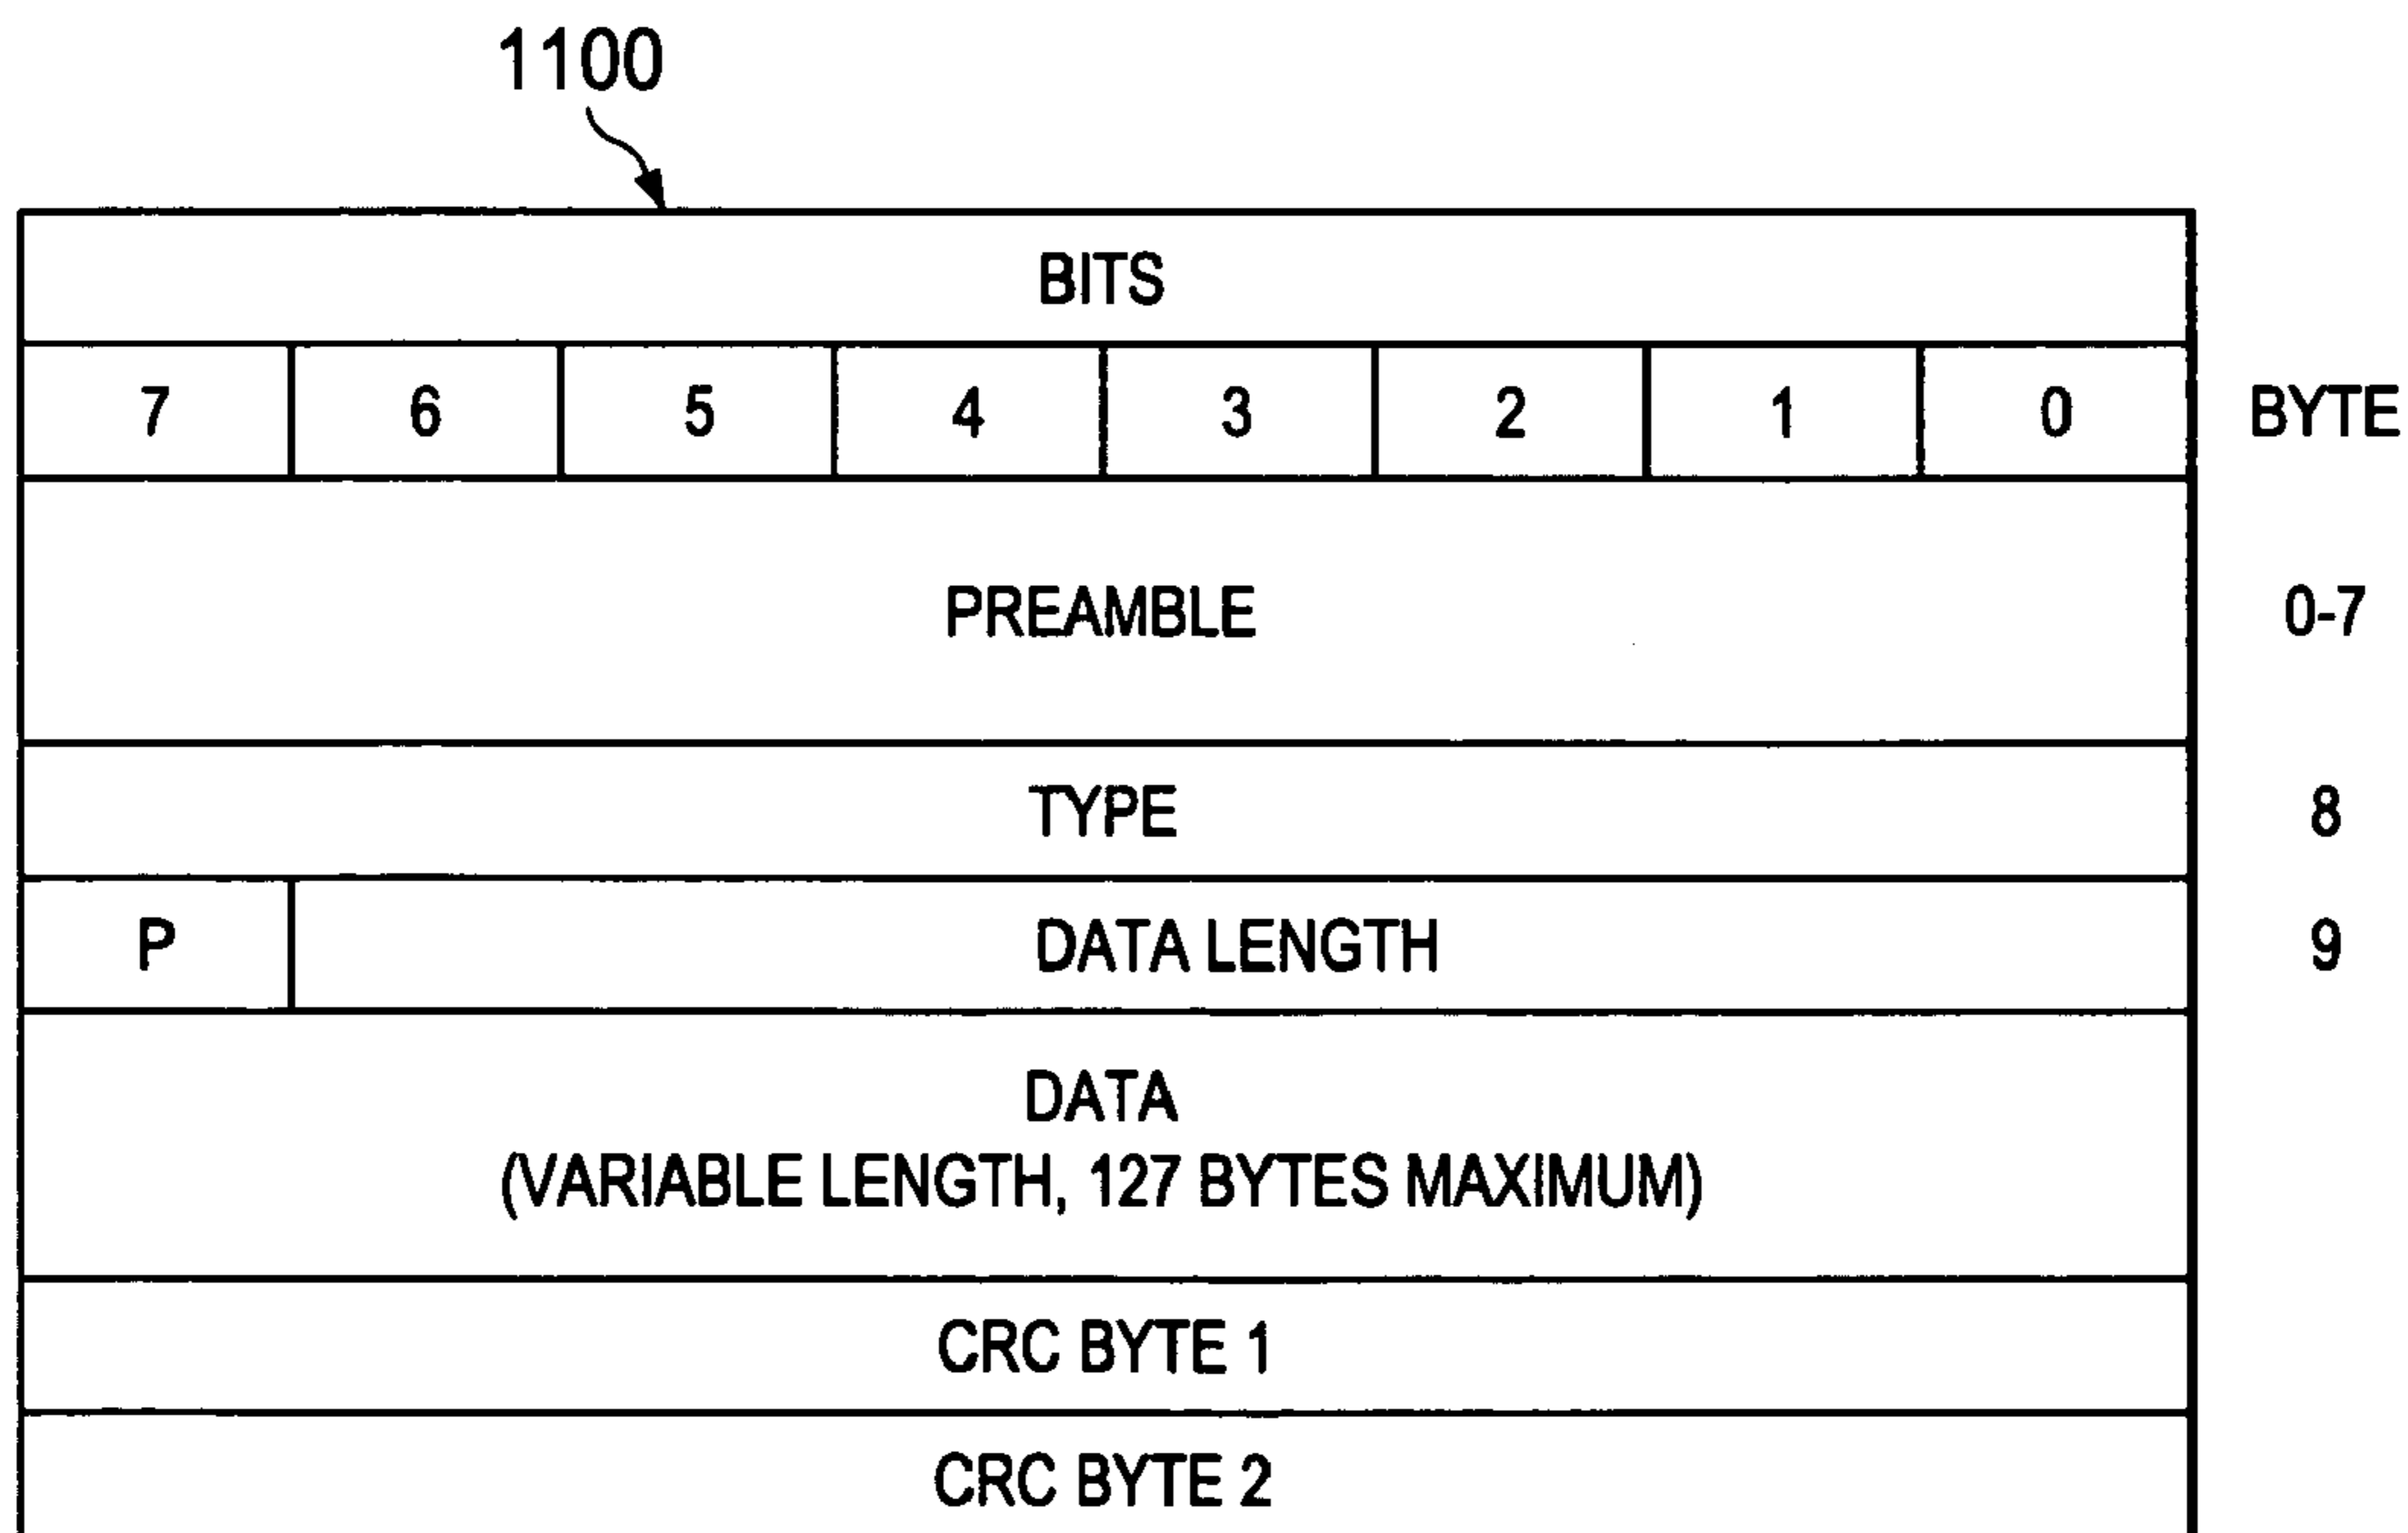 1100
BITS
7 6 5 4 3 2 1 0 BYTE
PREAMBLE 0-7
TYPE 8
P DATA LENGTH 9
DATA
(VARIABLE LENGTH, 127 BYTES MAXIMUM)
CRC BYTE 1
CRC BYTE 2